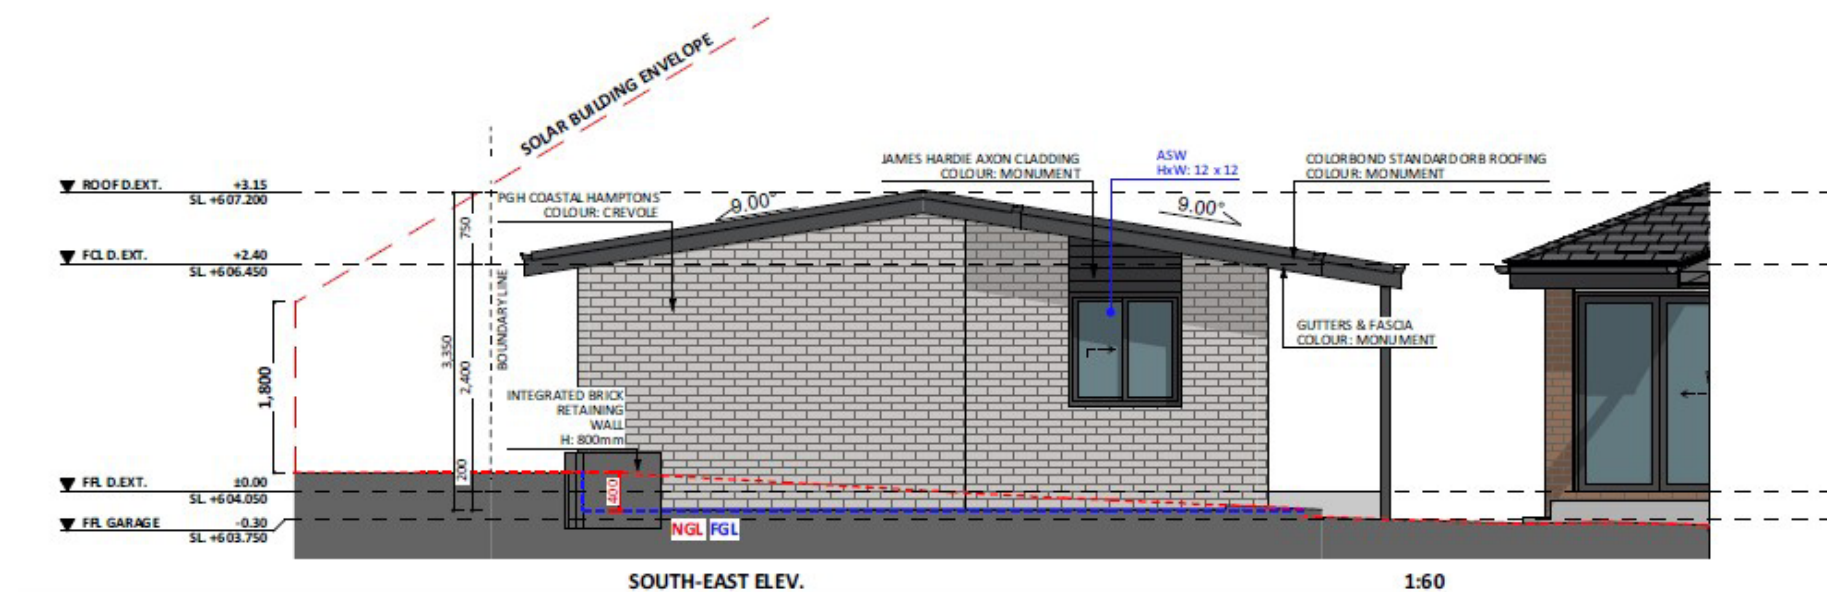 SOLAR BUILDING ENVELOPE
ROOF D.EXT. +3.15
SL. +607.200
FCL D.EXT. +2.40
SL. +606.450
FFL D.EXT. ±0.00
SL. +604.050
FFL GARAGE -0.30
SL. +603.750
1,800
3,350
750
2,400
200
BOUNDARY LINE
PGH COASTAL HAMPTONS
COLOUR: CREVOLE
9.00°
JAMES HARDIE AXON CLADDING
COLOUR: MONUMENT
ASW
HxW: 12 x 12
9.00°
COLORBOND STANDARD ORB ROOFING
COLOUR: MONUMENT
GUTTERS & FASCIA
COLOUR: MONUMENT
INTEGRATED BRICK
RETAINING
WALL
H: 800mm
400
NGL FGL
SOUTH-EAST ELEV. 1:60